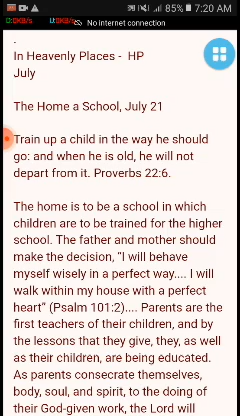 85% 7:20 AM
0:0KB/s U:0KB/s No internet connection
In Heavenly Places - HP
July
The Home a School, July 21
Train up a child in the way he should
go: and when he is old, he will not
depart from it. Proverbs 22:6.
The home is to be a school in which
children are to be trained for the higher
school. The father and mother should
make the decision, “I will behave
myself wisely in a perfect way.... I will
walk within my house with a perfect
heart” (Psalm 101:2).... Parents are the
first teachers of their children, and by
the lessons that they give, they, as well
as their children, are being educated.
As parents consecrate themselves,
body, soul, and spirit, to the doing of
their God-given work, the Lord will